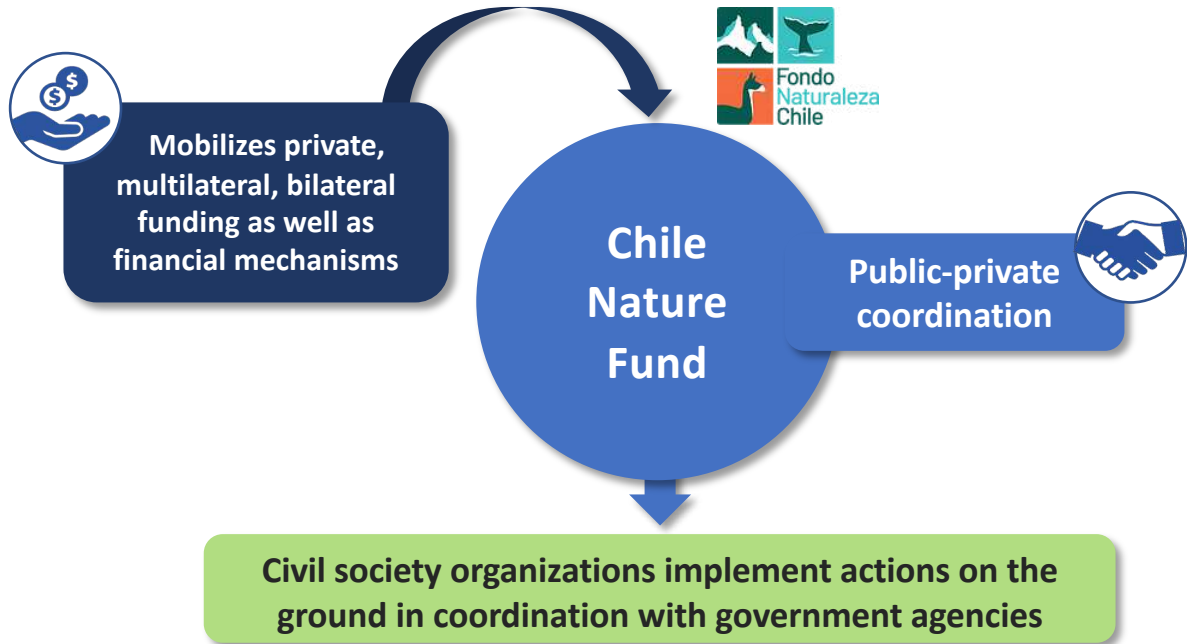 $
$
Mobilizes private,
multilateral, bilateral
funding as well as
financial mechanisms
Fondo
Naturaleza
Chile
Chile
Nature
Fund
Public-private
coordination
Civil society organizations implement actions on the
ground in coordination with government agencies